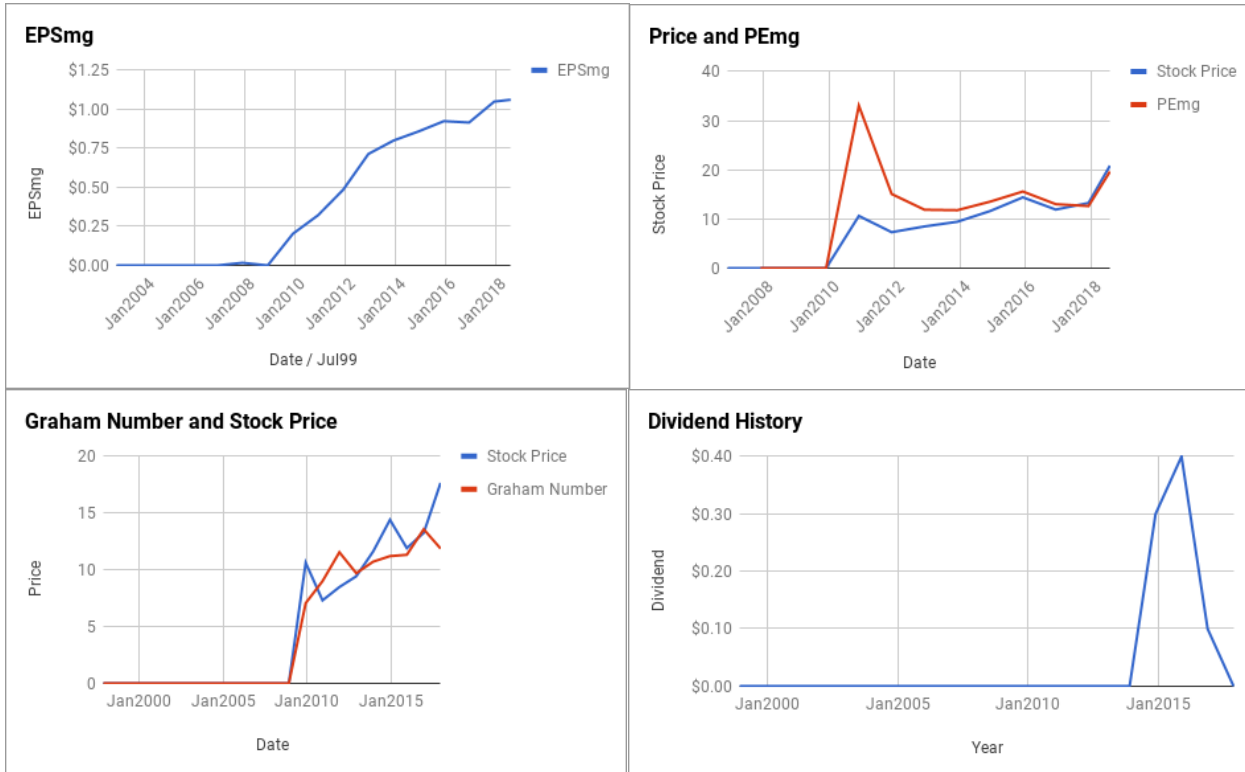 EPSmg
EPSmg
$1.25
$1.00
$0.75
$0.50
$0.25
$0.00
EPSmg
Jan2004
Jan2006
Jan2008
Jan2010
Jan2012
Jan2014
Jan2016
Jan2018
Date / Jul99
Price and PEmg
Stock Price
PEmg
40
30
20
10
0
Stock Price
Jan2008
Jan2010
Jan2012
Jan2014
Jan2016
Jan2018
Date
Graham Number and Stock Price
Stock Price
Graham Number
20
15
10
5
0
Price
Jan2000
Jan2005
Jan2010
Jan2015
Date
Dividend History
$0.40
$0.30
$0.20
$0.10
$0.00
Dividend
Jan2000
Jan2005
Jan2010
Jan2015
Year